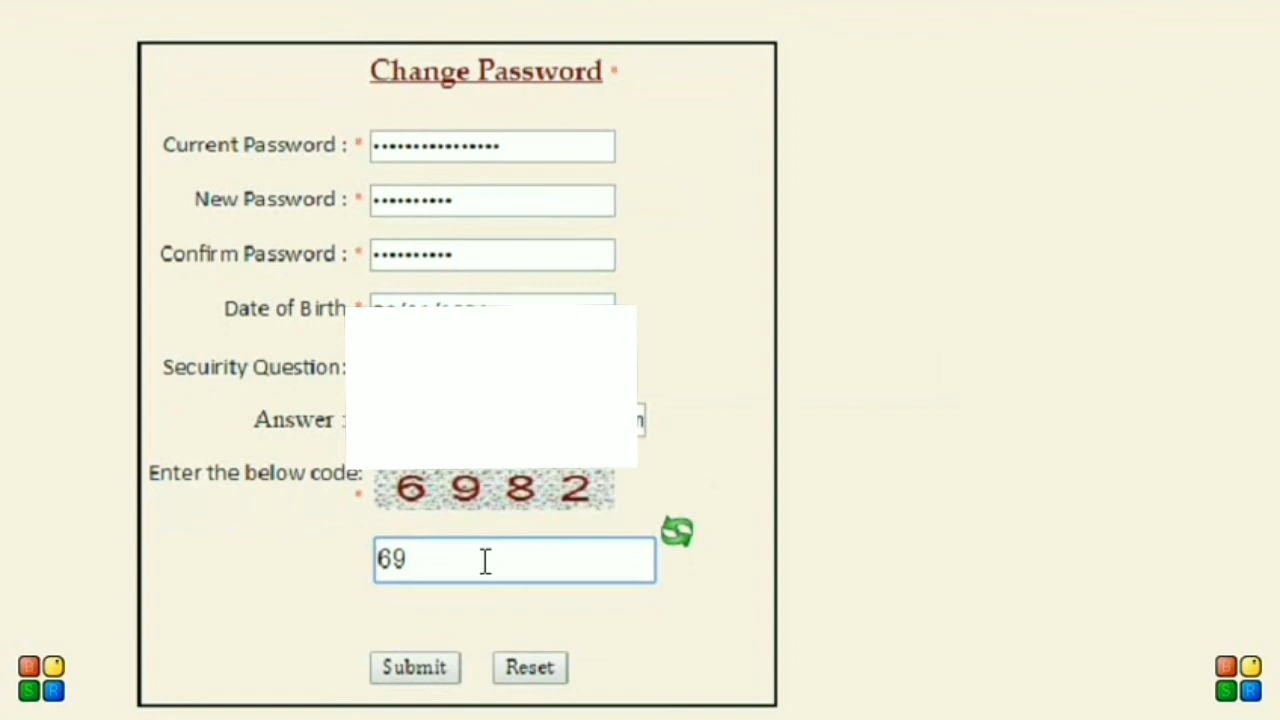 Change Password *
Current Password : * ••••••••••••••••
New Password : * ••••••••••
Confirm Password : * ••••••••••
Date of Birth *
Secuirity Question:
Answer :
Enter the below code:
*
6 9 8 2
69
Submit Reset
B
S R
B
S R